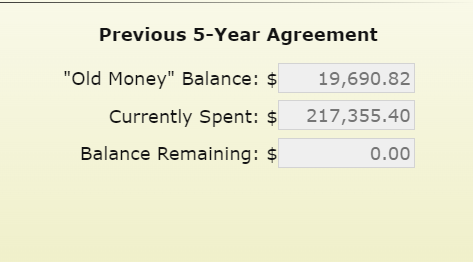 Previous 5-Year Agreement
"Old Money" Balance: $ 19,690.82
Currently Spent: $ 217,355.40
Balance Remaining: $ 0.00